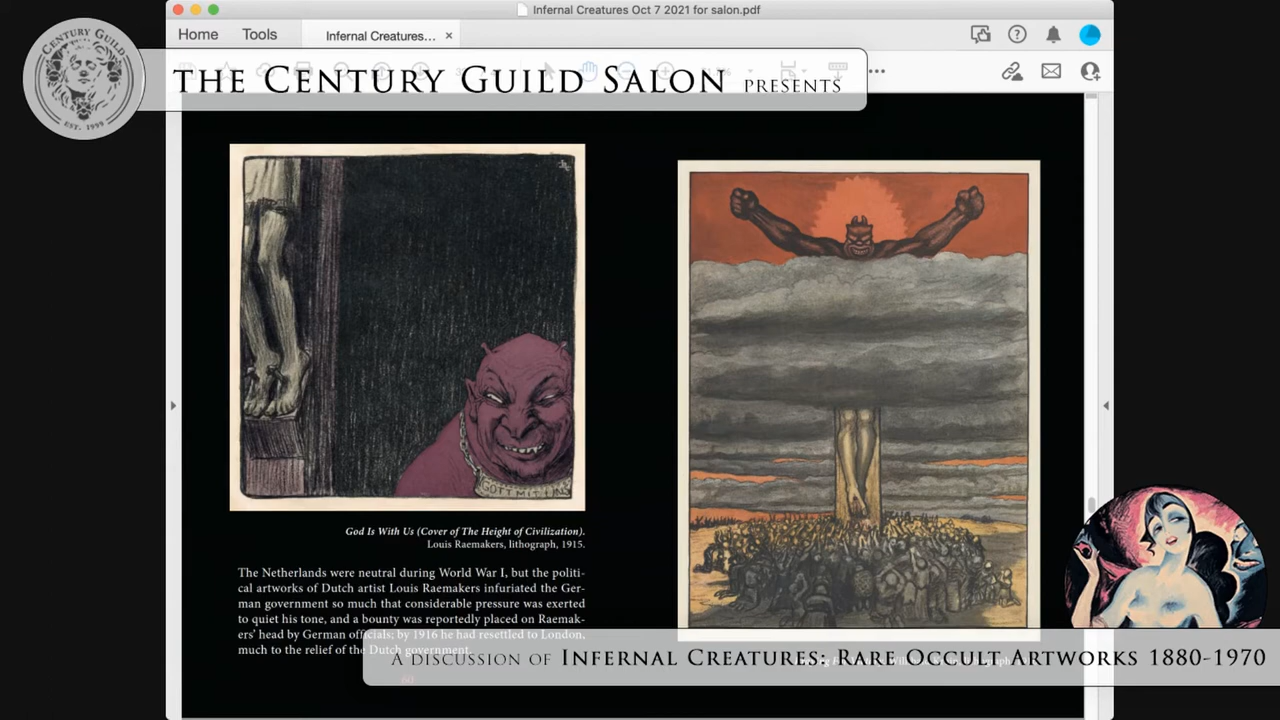 Infernal Creatures Oct 7 2021 for salon.pdf
Home
Tools
Infernal Creatures...
CENTURY GUILD
EST. 1999
THE CENTURY GUILD SALON PRESENTS
GOTT MIT
God Is With Us (Cover of The Height of Civilization).
Louis Raemakers, lithograph, 1915.
The Netherlands were neutral during World War I, but the politi-
cal artworks of Dutch artist Louis Raemakers infuriated the Ger-
man government so much that considerable pressure was exerted
to quiet his tone, and a bounty was reportedly placed on Raemak-
ers' head by German officials; by 1916 he had resettled to London,
much to the relief of the Dutch government.
60
A DISCUSSION OF INFERNAL CREATURES: RARE OCCULT ARTWORKS 1880-1970